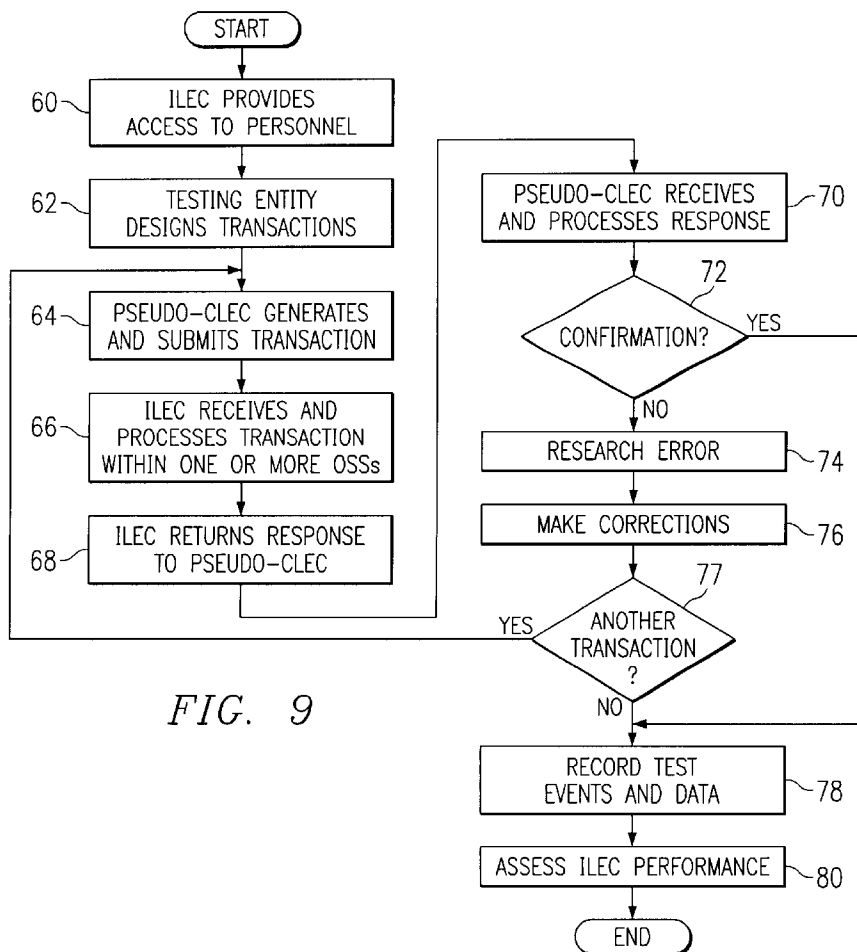 START
60
ILEC PROVIDES
ACCESS TO PERSONNEL
62
TESTING ENTITY
DESIGNS TRANSACTIONS
64
PSEUDO-CLEC GENERATES
AND SUBMITS TRANSACTION
66
ILEC RECEIVES AND
PROCESSES TRANSACTION
WITHIN ONE OR MORE OSSs
68
ILEC RETURNS RESPONSE
TO PSEUDO-CLEC
PSEUDO-CLEC RECEIVES
AND PROCESSES RESPONSE
70
72
CONFIRMATION?
YES
NO
RESEARCH ERROR
74
MAKE CORRECTIONS
76
77
ANOTHER
TRANSACTION
?
YES
NO
RECORD TEST
EVENTS AND DATA
78
ASSESS ILEC PERFORMANCE
80
END
FIG. 9